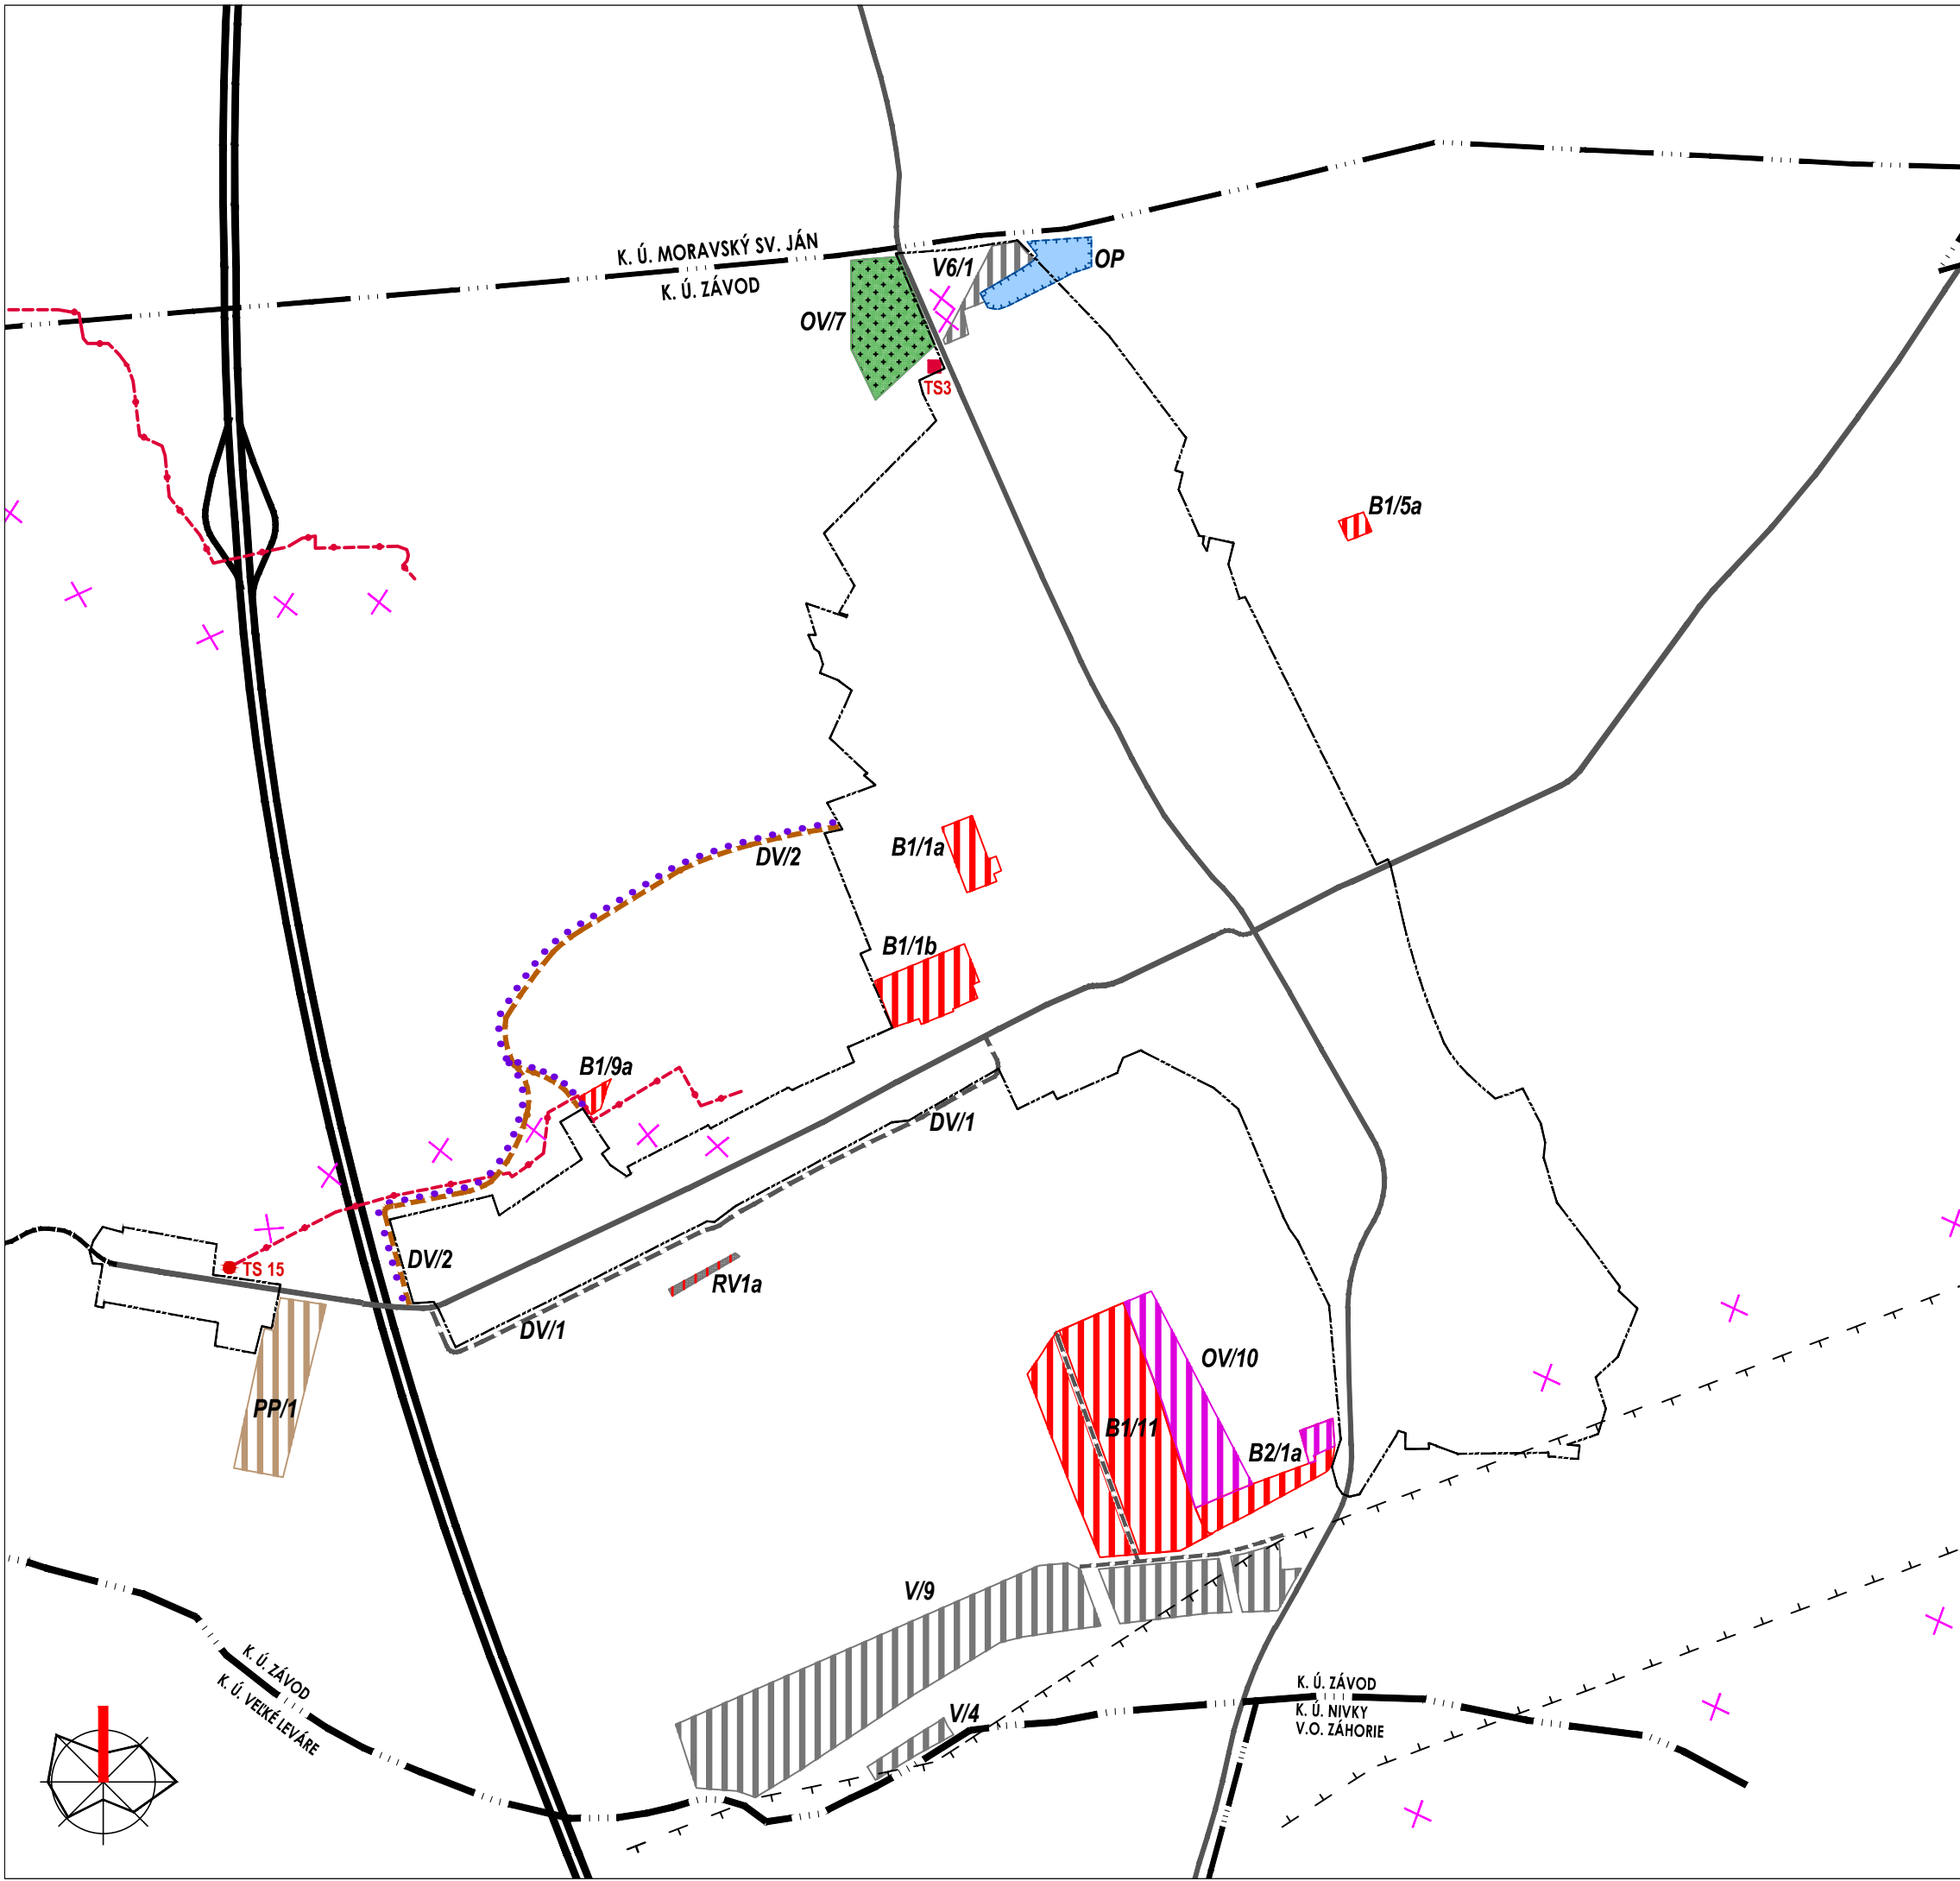 K. Ú. MORAVSKÝ SV. JÁN
K. Ú. ZÁVOD
V6/1
OP
OV/7
TS3
B1/5a
B1/1a
DV/2
B1/1b
B1/9a
DV/1
DV/2
TS 15
RV1a
DV/1
OV/10
PP/1
B1/11
B2/1a
V/9
K. Ú. ZÁVOD
K. Ú. VEĽKÉ LEVÁRE
K. Ú. ZÁVOD
K. Ú. NIVKY
V.O. ZÁHORIE
V/4